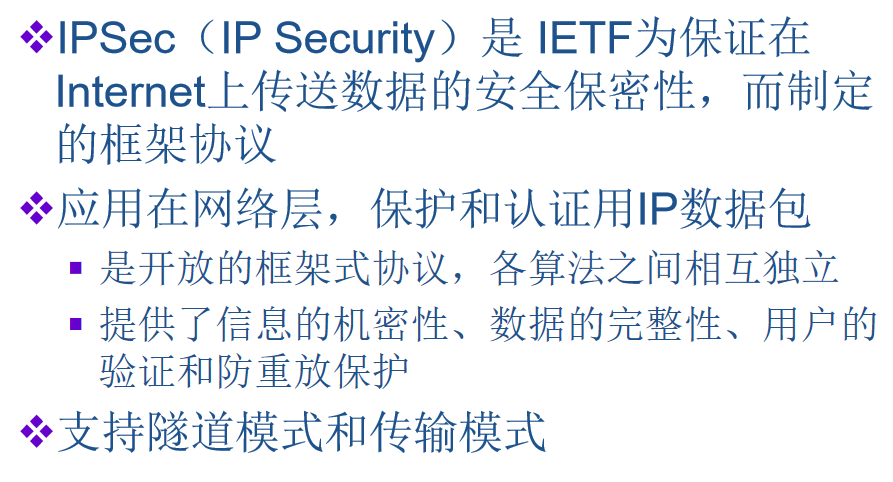 ❖IPSec（IP Security）是 IETF为保证在
Internet上传送数据的安全保密性，而制定
的框架协议
❖应用在网络层，保护和认证用IP数据包
▪ 是开放的框架式协议，各算法之间相互独立
▪ 提供了信息的机密性、数据的完整性、用户的
验证和防重放保护
❖支持隧道模式和传输模式